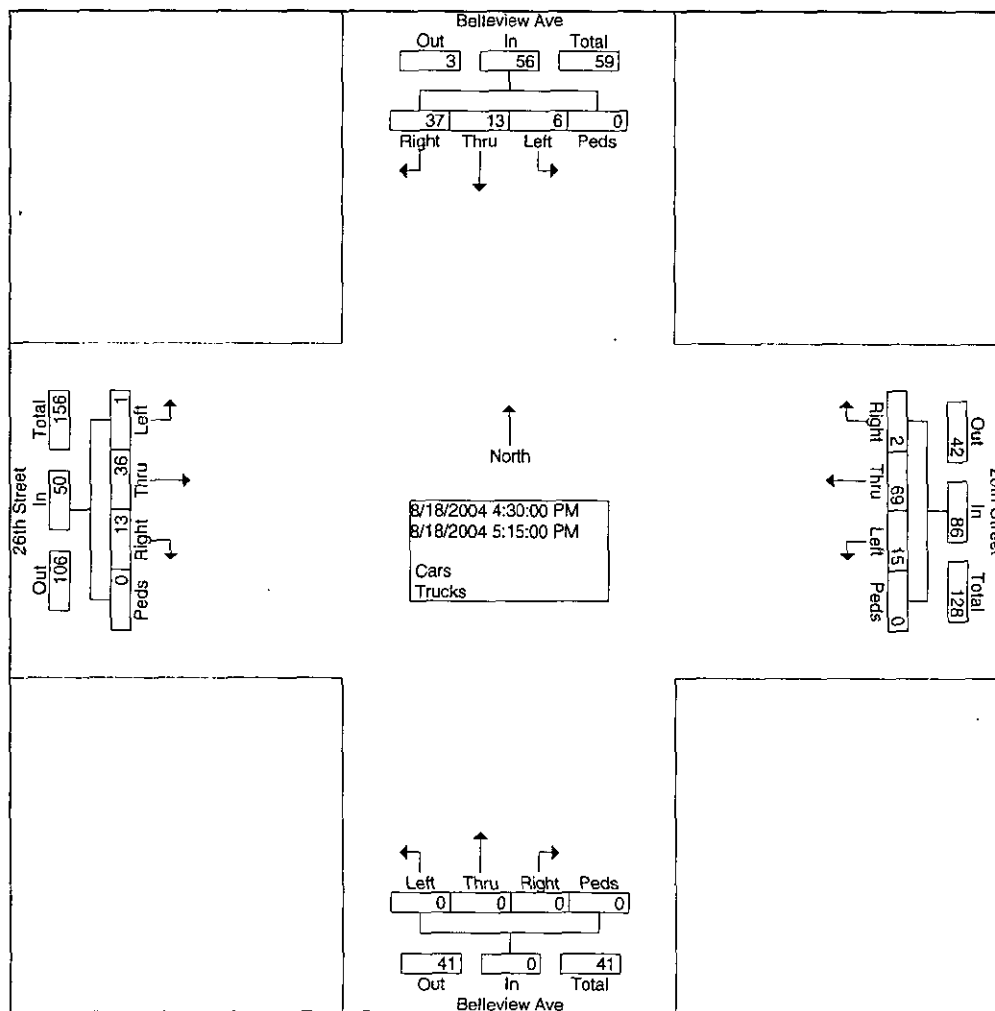 Belleview Ave
Out In Total
3 56 59
37 13 6 0
Right Thru Left Peds
26th Street
Total In Out
156 50 106
1 36 13 0
Left Thru Right Peds
North
8/18/2004 4:30:00 PM
8/18/2004 5:15:00 PM
Cars
Trucks
Right Thru Left Peds
2 69 15 0
Out In Total
42 86 128
Street
Left Thru Right Peds
0 0 0 0
41 0 41
Out In Total
Belleview Ave